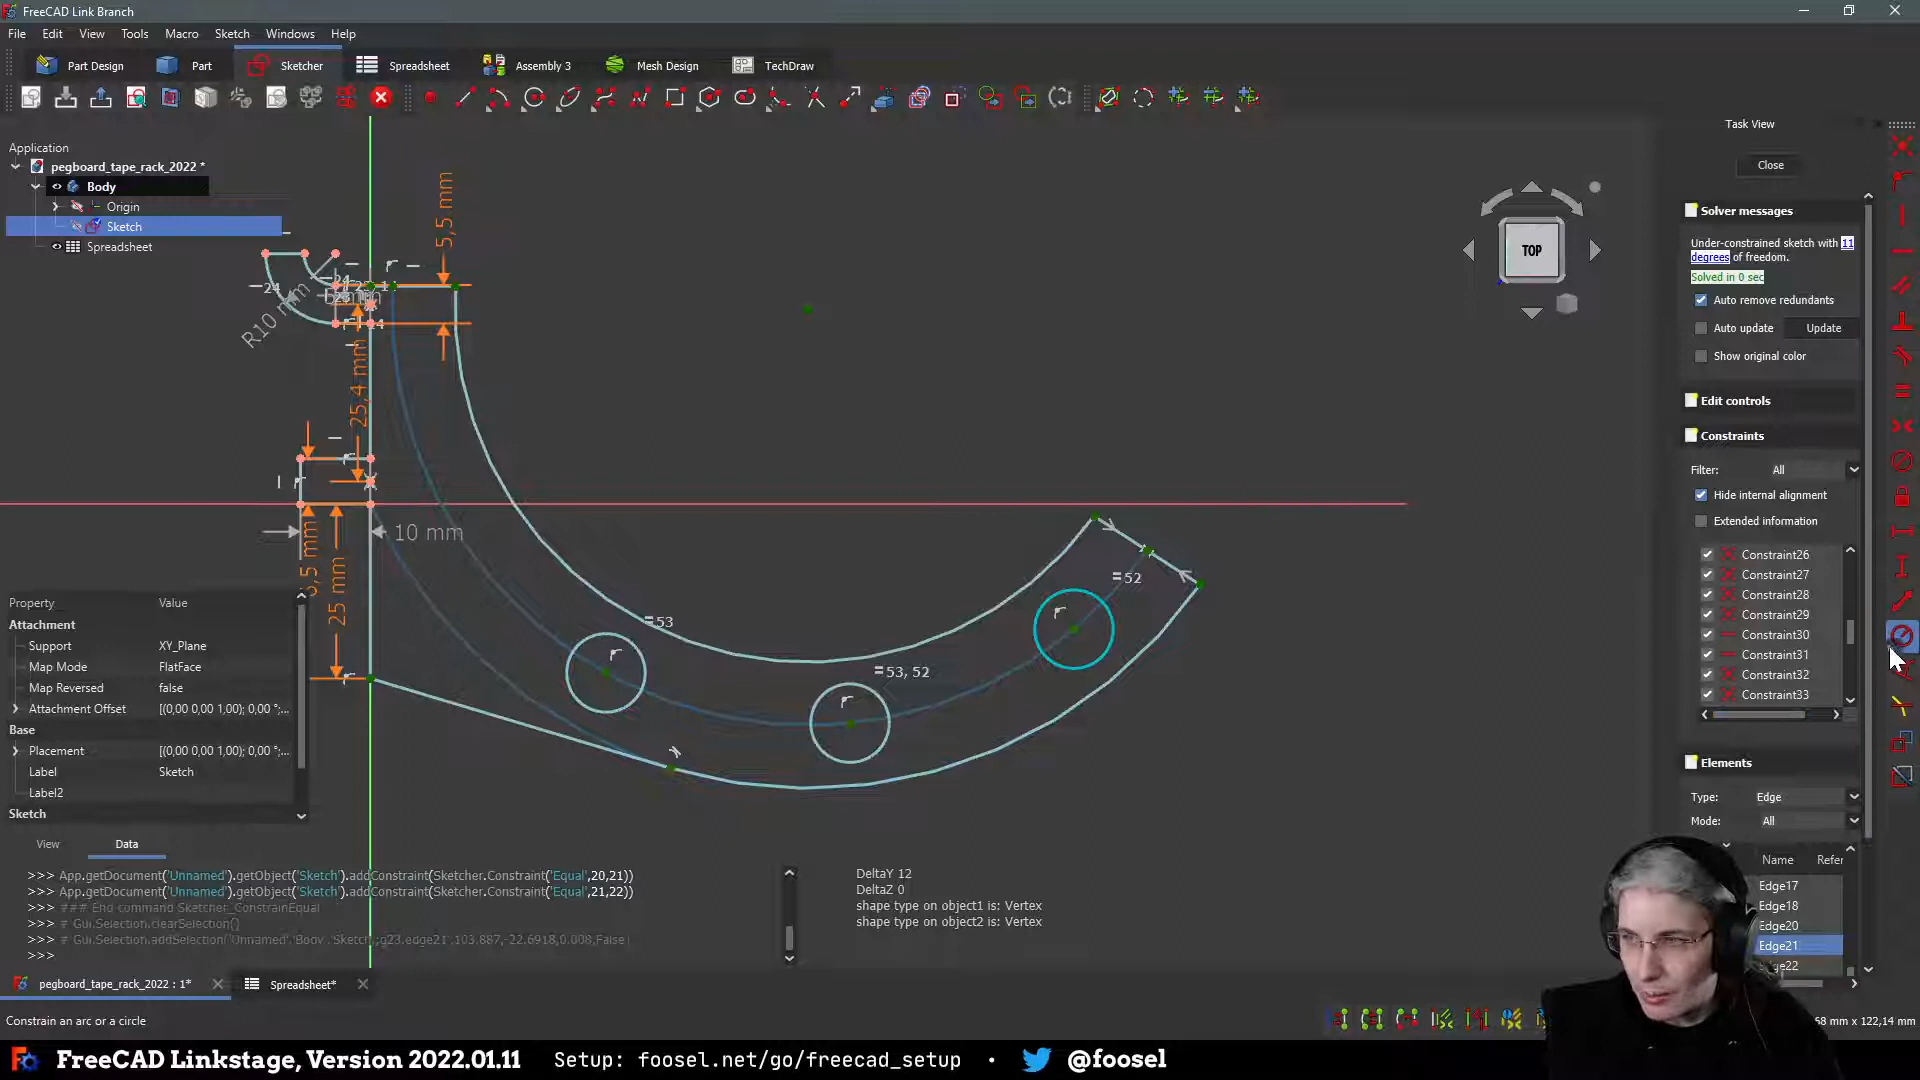 FreeCAD Link Branch
File Edit View Tools Macro Sketch Windows Help
Part Design Part Sketcher Spreadsheet Assembly 3 Mesh Design TechDraw
Application
pegboard_tape_rack_2022 *
Body
Origin
Sketch
Spreadsheet
5,5 mm
24
R10 mm
25,4 mm
10 mm
25 mm
=53
=53, 52
=52
TOP
Property Value
Attachment
Support XY_Plane
Map Mode FlatFace
Map Reversed false
Attachment Offset [(0,00 0,00 1,00); 0,00 °;...
Base
Placement [(0,00 0,00 1,00); 0,00 °;...
Label Sketch
Label2
Sketch
View Data
>>> App.getDocument('Unnamed').getObject('Sketch').addConstraint(Sketcher.Constraint('Equal',20,21))
>>> App.getDocument('Unnamed').getObject('Sketch').addConstraint(Sketcher.Constraint('Equal',21,22))
>>> ### End command Sketcher_ConstrainEqual
>>> # Gui.Selection.clearSelection()
>>>
DeltaY 12
DeltaZ 0
shape type on object1 is: Vertex
shape type on object2 is: Vertex
pegboard_tape_rack_2022 : 1*
Spreadsheet*
Constrain an arc or a circle
Task View
Close
Solver messages
Under-constrained sketch with 11
degrees of freedom.
Solved in 0 sec
Auto remove redundants
Auto update Update
Show original color
Edit controls
Constraints
Filter: All
Hide internal alignment
Extended information
Constraint26
Constraint27
Constraint28
Constraint29
Constraint30
Constraint31
Constraint32
Constraint33
Elements
Type: Edge
Mode: All
Name Refer
Edge17
Edge18
Edge20
Edge21
68 mm x 122,14 mm
FreeCAD Linkstage, Version 2022.01.11 Setup: foosel.net/go/freecad_setup • @foosel